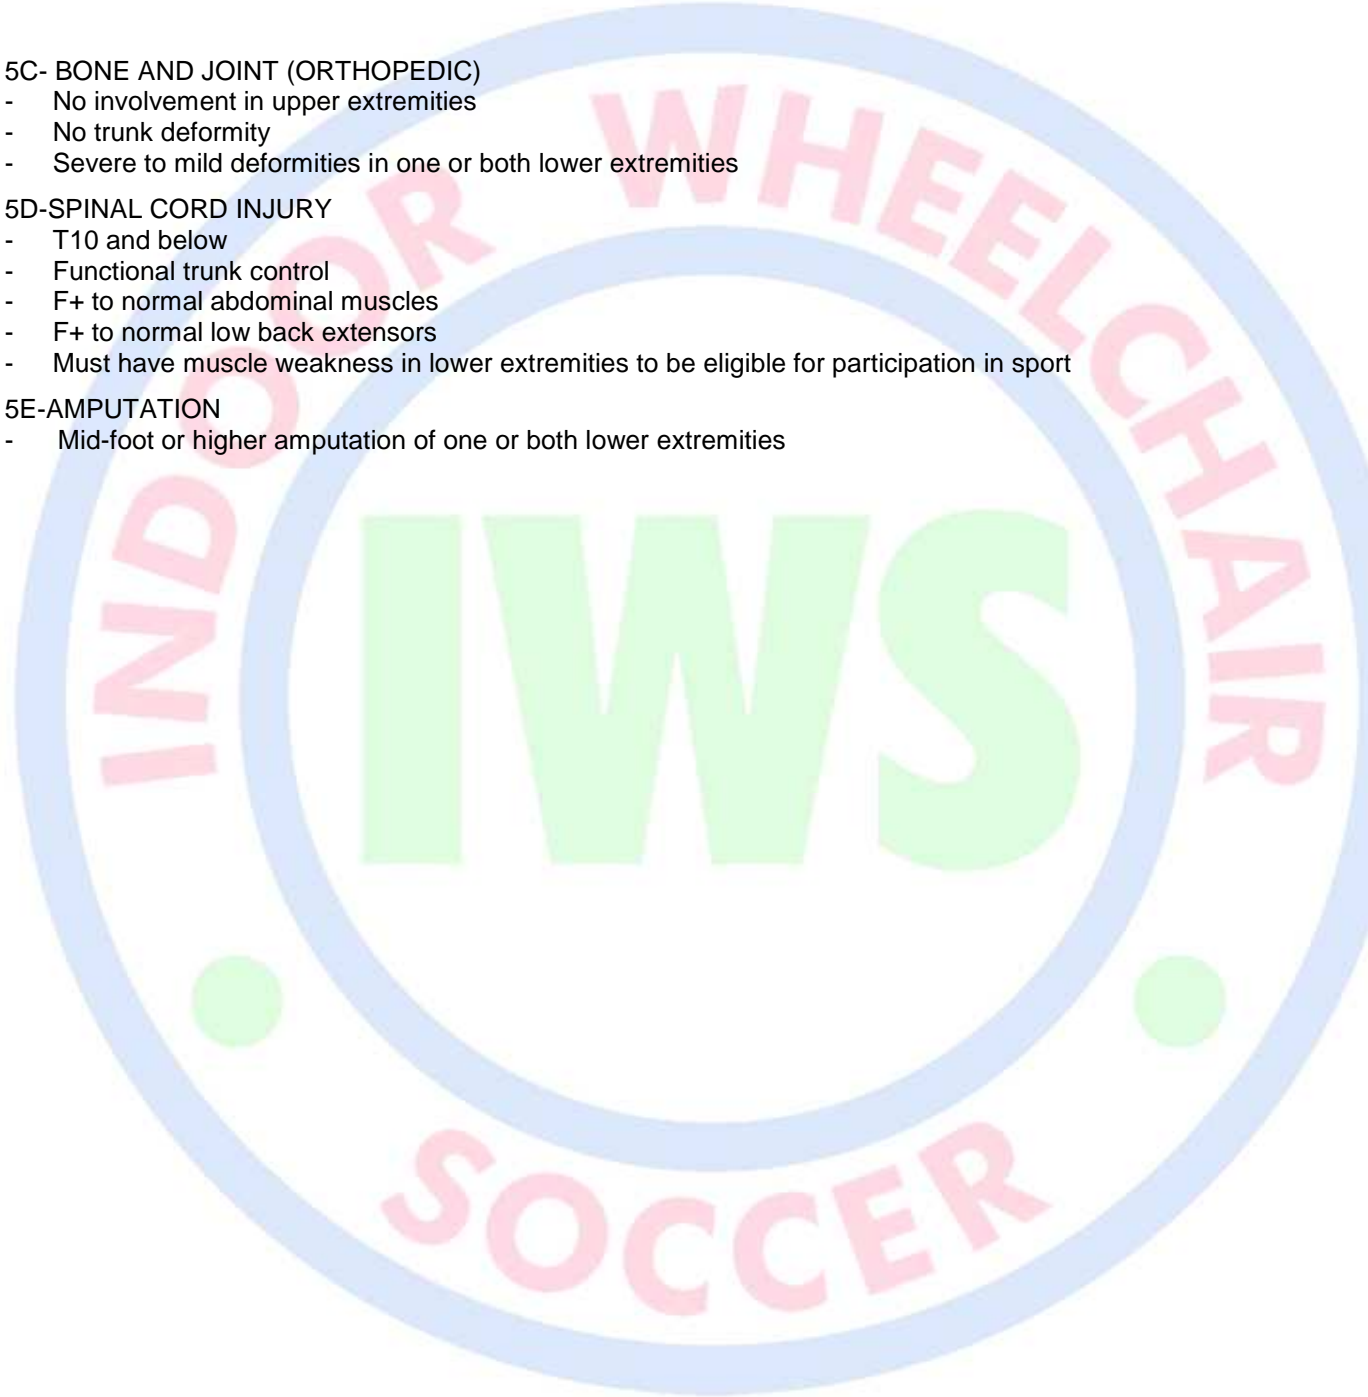 5C- BONE AND JOINT (ORTHOPEDIC)
- No involvement in upper extremities
- No trunk deformity
- Severe to mild deformities in one or both lower extremities
5D-SPINAL CORD INJURY
- T10 and below
- Functional trunk control
- F+ to normal abdominal muscles
- F+ to normal low back extensors
- Must have muscle weakness in lower extremities to be eligible for participation in sport
5E-AMPUTATION
- Mid-foot or higher amputation of one or both lower extremities
INDOOR WHEELCHAIR
IWS
SOCCER